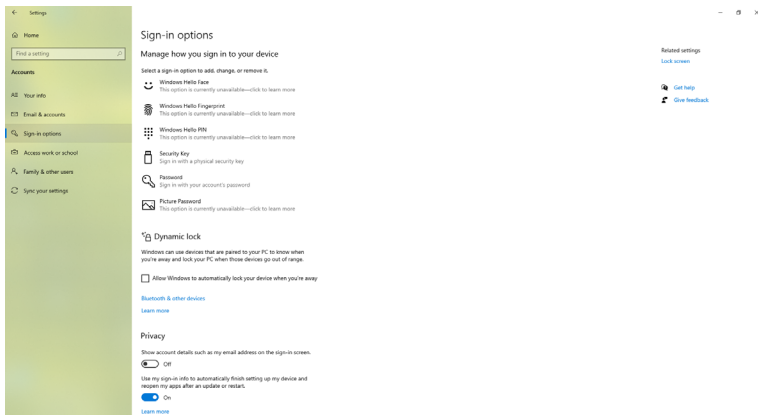 Settings
Home
Find a setting
Accounts
Your info
Email & accounts
Sign-in options
Access work or school
Family & other users
Sync your settings
Sign-in options
Manage how you sign in to your device
Select a sign-in option to add, change, or remove it.
Windows Hello Face
This option is currently unavailable—click to learn more
Windows Hello Fingerprint
This option is currently unavailable—click to learn more
Windows Hello PIN
This option is currently unavailable—click to learn more
Security Key
Sign in with a physical security key
Password
Sign in with your account's password
Picture Password
This option is currently unavailable—click to learn more
Dynamic lock
Windows can use devices that are paired to your PC to know when
you're away and lock your PC when those devices go out of range.
Allow Windows to automatically lock your device when you're away
Bluetooth & other devices
Learn more
Privacy
Show account details such as my email address on the sign-in screen.
Off
Use my sign-in info to automatically finish setting up my device and
reopen my apps after an update or restart.
On
Learn more
Related settings
Lock screen
Get help
Give feedback